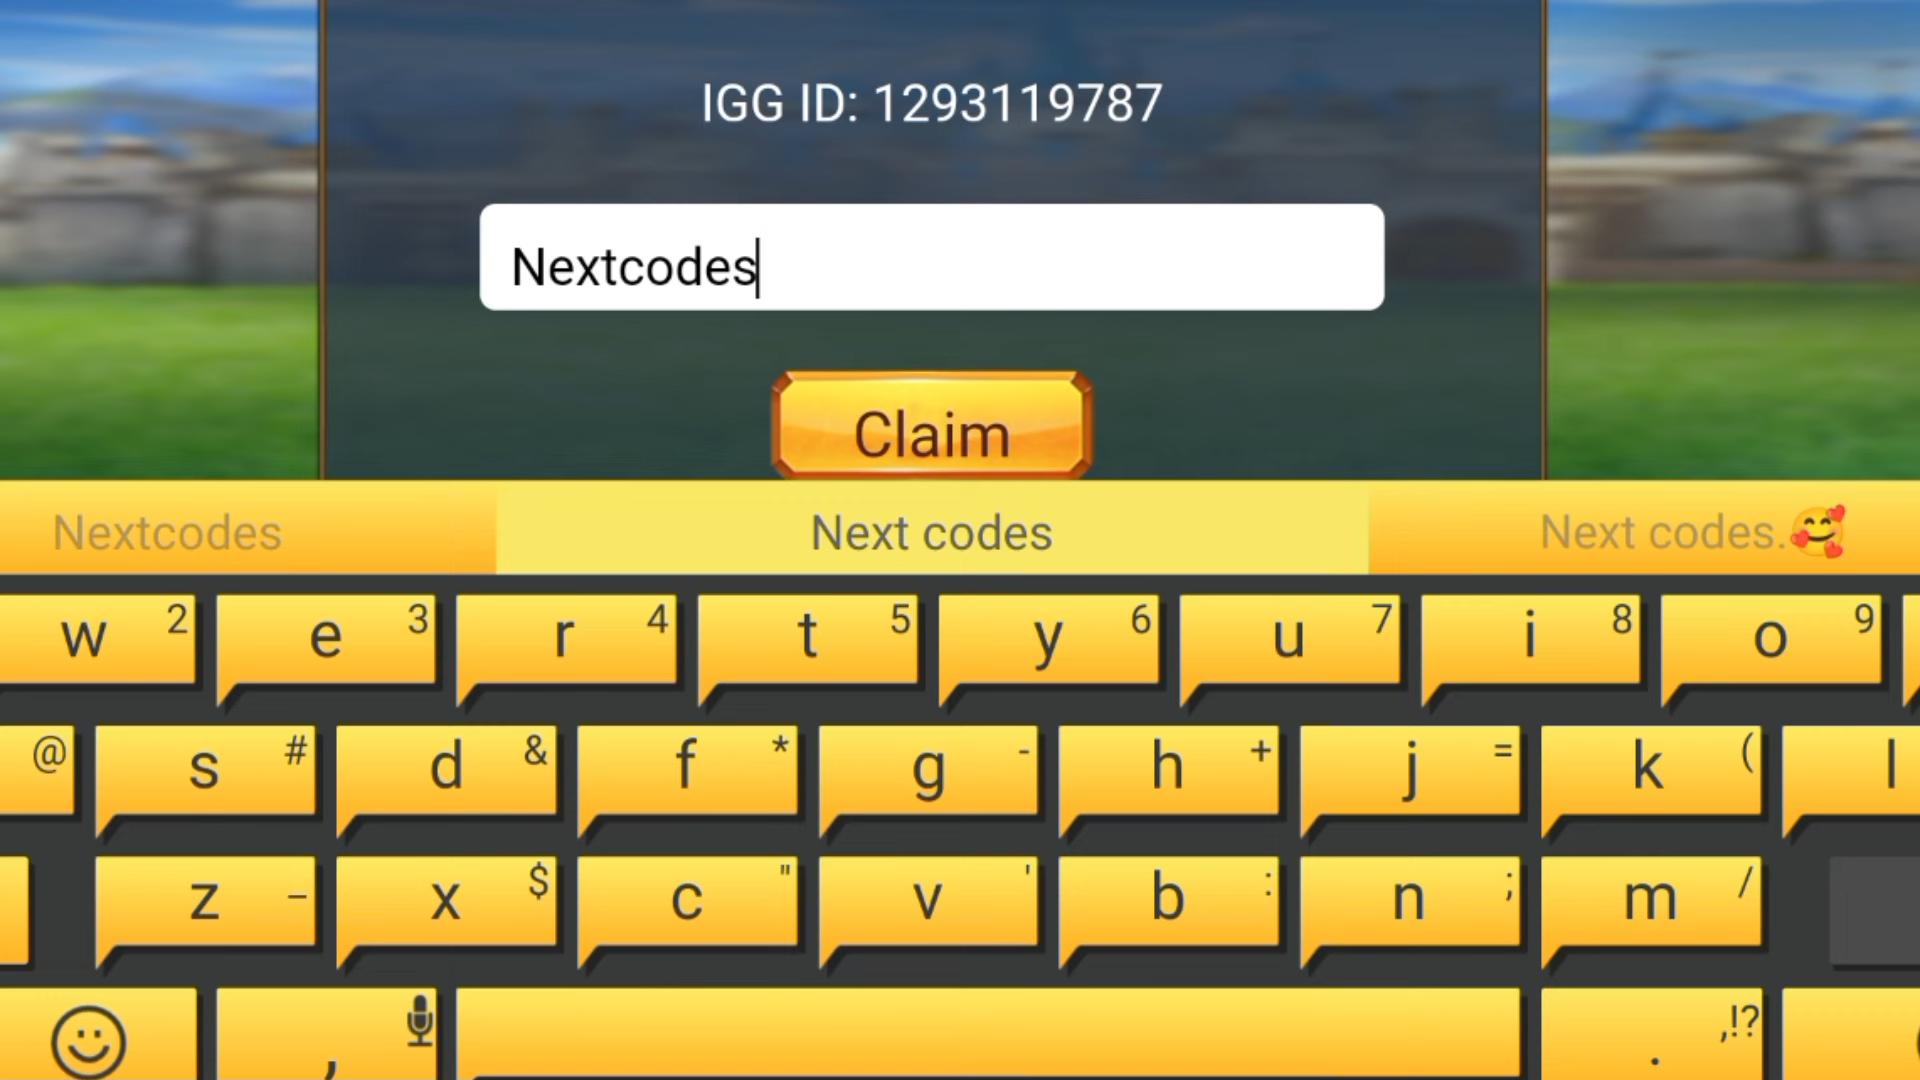 IGG ID: 1293119787
Nextcodes
Claim
Nextcodes Next codes Next codes.🥰
w 2 e 3 r 4 t 5 y 6 u 7 i 8 o 9
@ s # d & f * g - h + j = k ( l
z _ x $ c " v ' b : n ; m /
, . ,!?